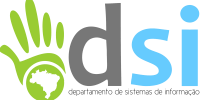 dsi
departamento de sistemas de informação